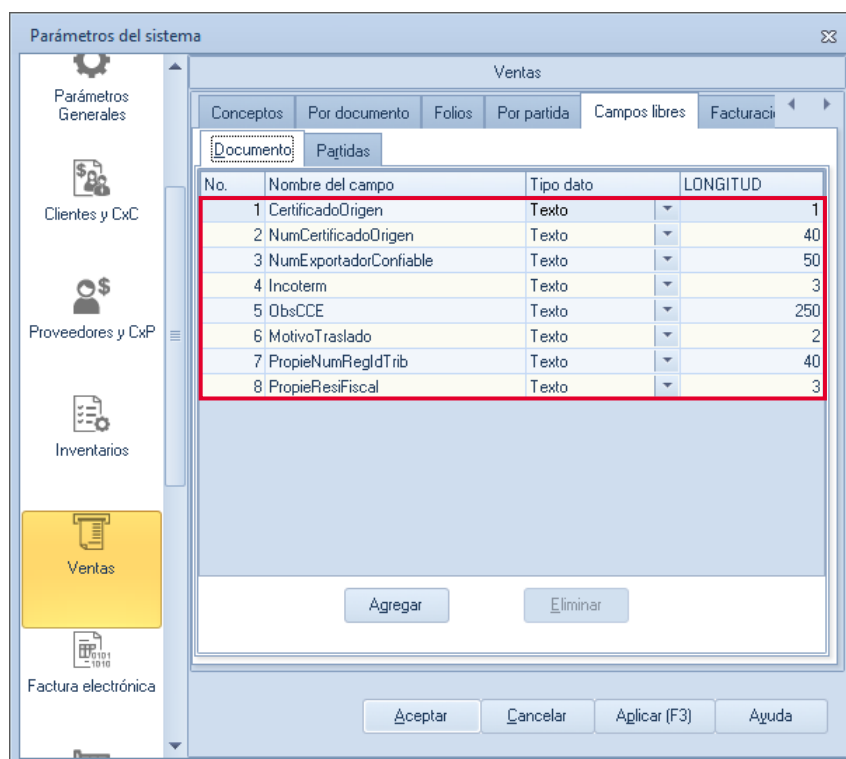 Parámetros del sistema
Parámetros
Generales
Clientes y CxC
Proveedores y CxP
Inventarios
Ventas
Factura electrónica
Ventas
Conceptos Por documento Folios Por partida Campos libres Facturació
Documento Partidas
No. Nombre del campo Tipo dato LONGITUD
1 CertificadoOrigen Texto 1
2 NumCertificadoOrigen Texto 40
3 NumExportadorConfiable Texto 50
4 Incoterm Texto 3
5 ObsCCE Texto 250
6 MotivoTraslado Texto 2
7 PropieNumRegIdTrib Texto 40
8 PropieResiFiscal Texto 3
Agregar Eliminar
Aceptar Cancelar Aplicar (F3) Ayuda